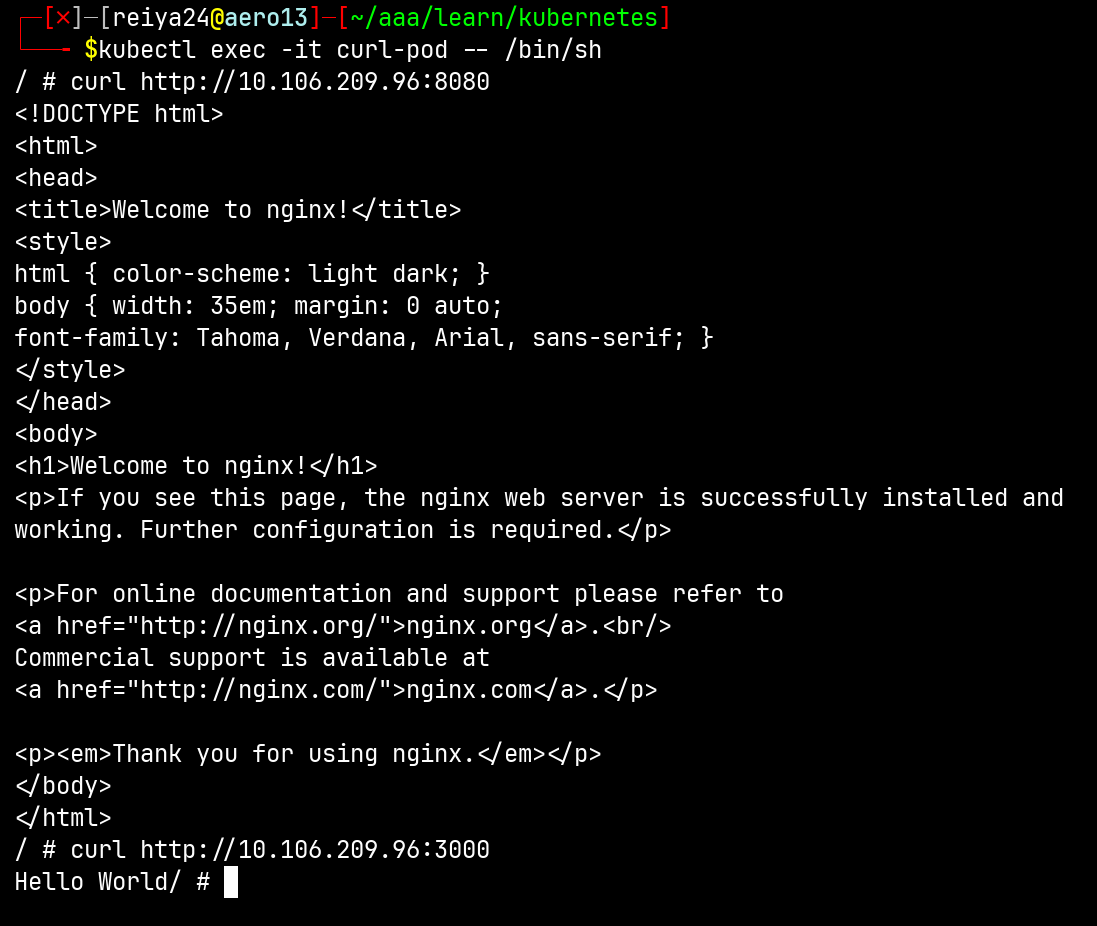 ┌─[✗]─[reiya24@aero13]─[~/aaa/learn/kubernetes]
└──╼ $kubectl exec -it curl-pod -- /bin/sh
/ # curl http://10.106.209.96:8080
<!DOCTYPE html>
<html>
<head>
<title>Welcome to nginx!</title>
<style>
html { color-scheme: light dark; }
body { width: 35em; margin: 0 auto;
font-family: Tahoma, Verdana, Arial, sans-serif; }
</style>
</head>
<body>
<h1>Welcome to nginx!</h1>
<p>If you see this page, the nginx web server is successfully installed and
working. Further configuration is required.</p>

<p>For online documentation and support please refer to
<a href="http://nginx.org/">nginx.org</a>.<br/>
Commercial support is available at
<a href="http://nginx.com/">nginx.com</a>.</p>

<p><em>Thank you for using nginx.</em></p>
</body>
</html>
/ # curl http://10.106.209.96:3000
Hello World/ #